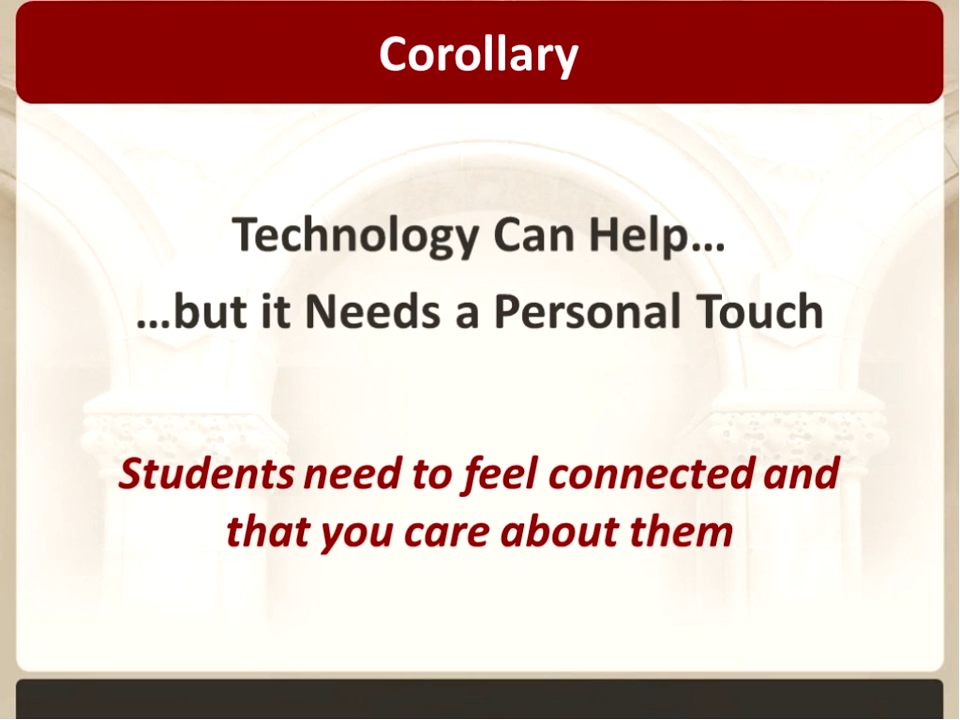 Corollary
Technology Can Help…
…but it Needs a Personal Touch
Students need to feel connected and
that you care about them